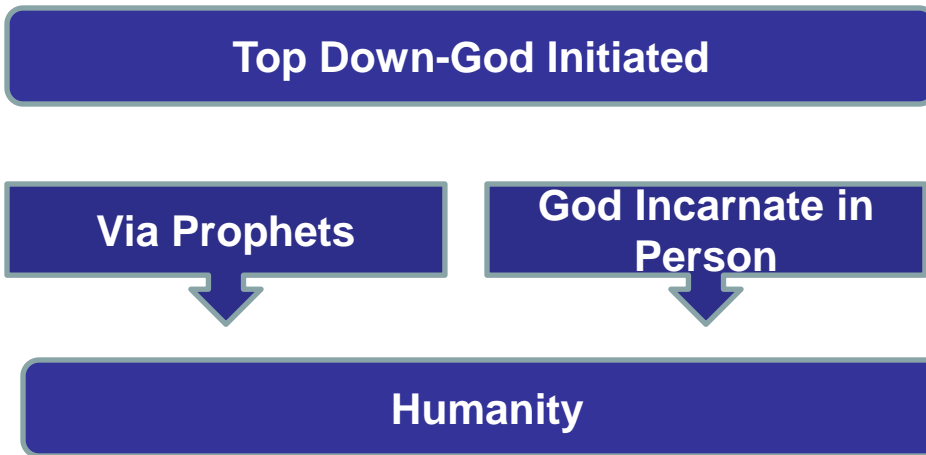 Top Down-God Initiated
Via Prophets
God Incarnate in
Person
Humanity